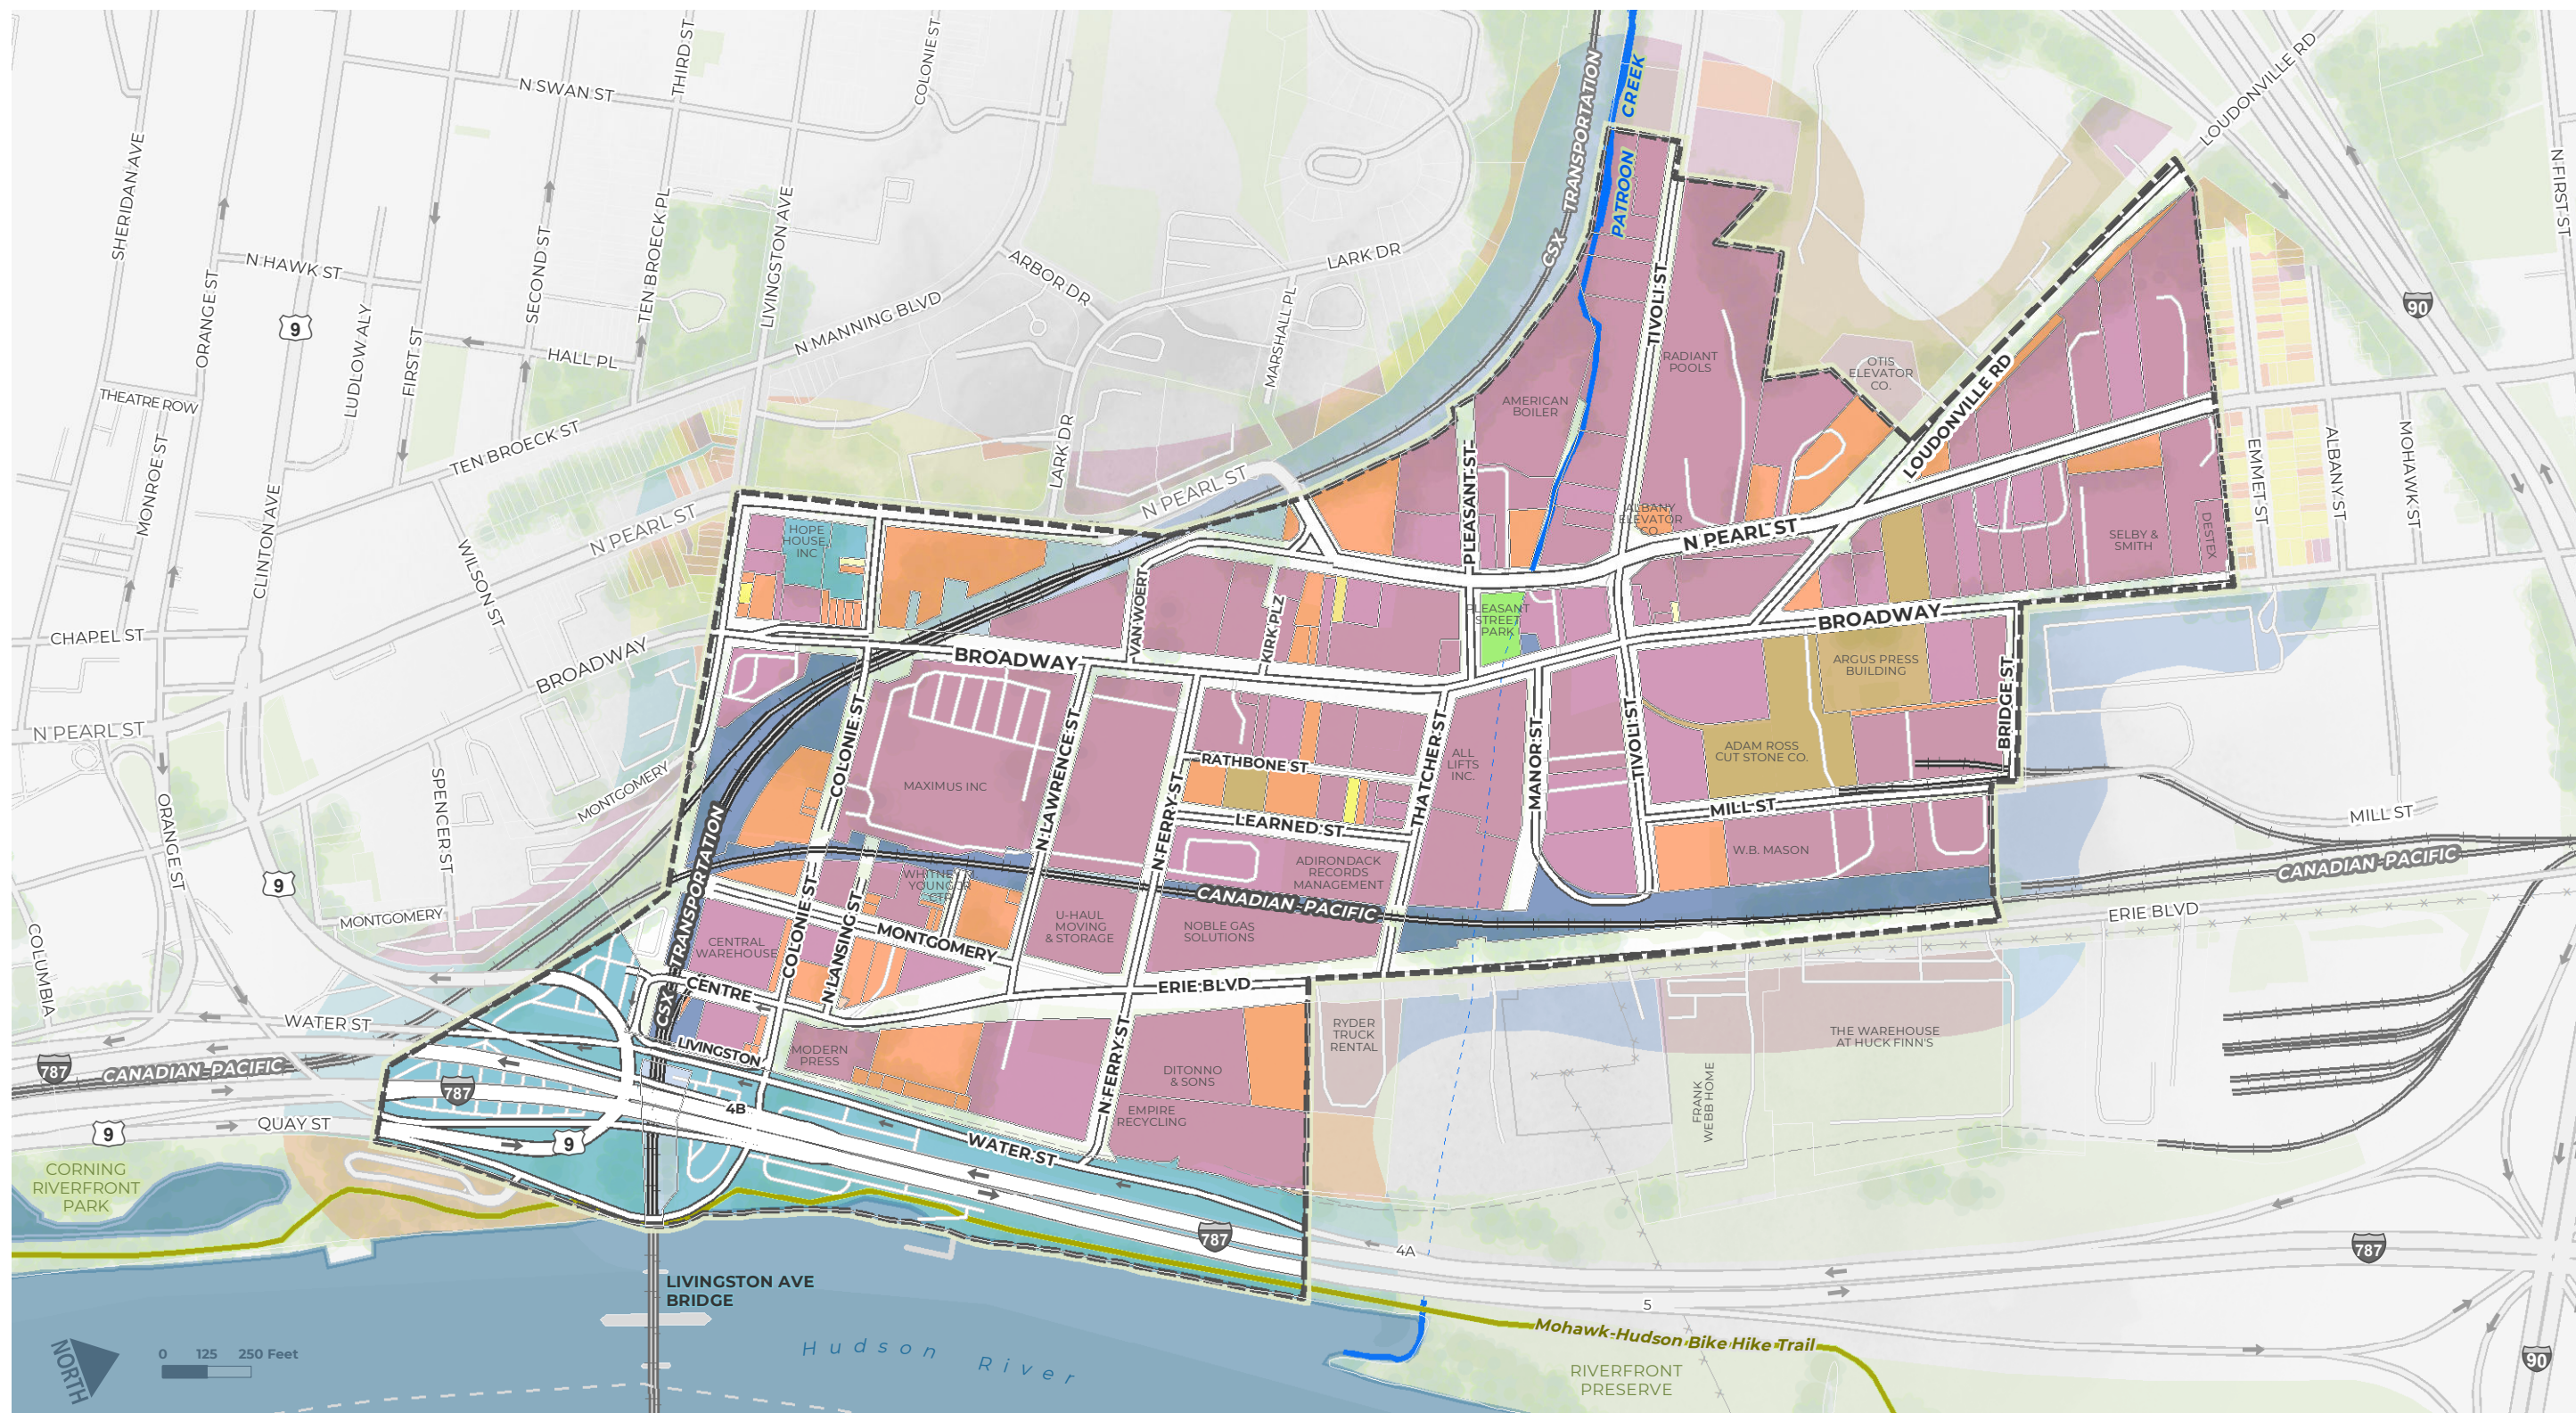 N SWAN ST
THIRD ST
COLONIE ST
CSX TRANSPORTATION
PATROON CREEK
LOUDONVILLE RD
N FIRST ST
SHERIDAN AVE
N HAWK ST
ORANGE ST
9
LUDLOW ALY
FIRST ST
SECOND ST
HALL PL
TEN BROECK PL
LIVINGSTON AVE
N MANNING BLVD
ARBOR DR
LARK DR
MARSHALL PL
LARK DR
TIVOLI ST
90
THEATRE ROW
MONROE ST
TEN BROECK ST
AMERICAN
BOILER
RADIANT
POOLS
OTIS
ELEVATOR
CO.
LOUDONVILLE RD
CLINTON AVE
N PEARL ST
N PEARL ST
WILSON ST
HOPE
HOUSE,
INC
PLEASANT ST
ALBANY
ELEVATOR
CO.
N PEARL ST
SELBY &
SMITH
DESTEX
EMMET ST
ALBANY ST
MOHAWK ST
CHAPEL ST
BROADWAY
BROADWAY
VAN WOERT
KIRK PLZ
PLEASANT
STREET
PARK
BROADWAY
ARGUS PRESS
BUILDING
BRIDGE ST
N PEARL ST
MONTGOMERY
SPENCER ST
ORANGE ST
COLONIE ST
MAXIMUS INC
N LAWRENCE ST
N FERRY ST
RATHBONE ST
LEARNED ST
THATCHER ST
ALL
LIFTS
INC.
MANOR ST
TIVOLI ST
ADAM ROSS
CUT STONE CO.
MILL ST
MILL ST
W.B. MASON
CANADIAN PACIFIC
ERIE BLVD
9
MONTGOMERY
COLUMBIA
CSX TRANSPORTATION
CENTRAL
WAREHOUSE
COLONIE ST
N LANSING ST
WHITNEY M
YOUNG JR
CTR
MONTGOMERY
U-HAUL
MOVING
& STORAGE
NOBLE GAS
SOLUTIONS
ADIRONDACK
RECORDS
MANAGEMENT
CANADIAN PACIFIC
CENTRE
ERIE BLVD
WATER ST
787
CANADIAN PACIFIC
787
LIVINGSTON
MODERN
PRESS
N FERRY ST
DITONNO
& SONS
EMPIRE
RECYCLING
RYDER
TRUCK
RENTAL
FRANK
WEBB HOME
THE WAREHOUSE
AT HUCK FINN'S
QUAY ST
9
9
4B
WATER ST
787
4A
787
CORNING
RIVERFRONT
PARK
LIVINGSTON AVE
BRIDGE
Hudson River
5
Mohawk-Hudson Bike Hike Trail
RIVERFRONT
PRESERVE
90
NORTH
0 125 250 Feet